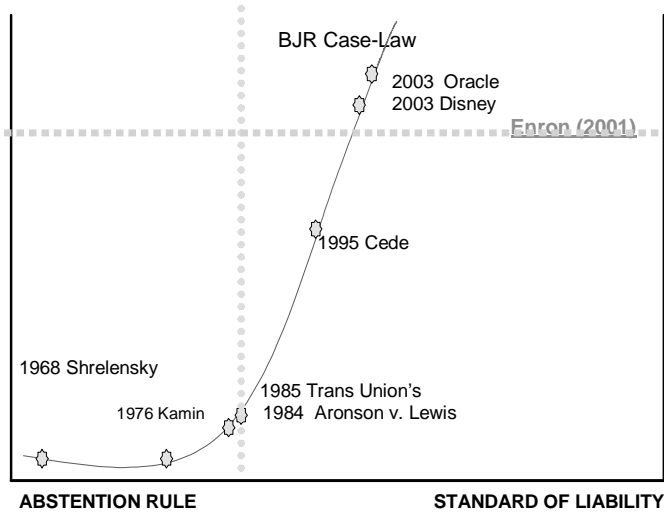 BJR Case-Law
2003 Oracle
2003 Disney
Enron (2001)
1995 Cede
1968 Shrelensky
1985 Trans Union's
1976 Kamin
1984 Aronson v. Lewis
ABSTENTION RULE
STANDARD OF LIABILITY